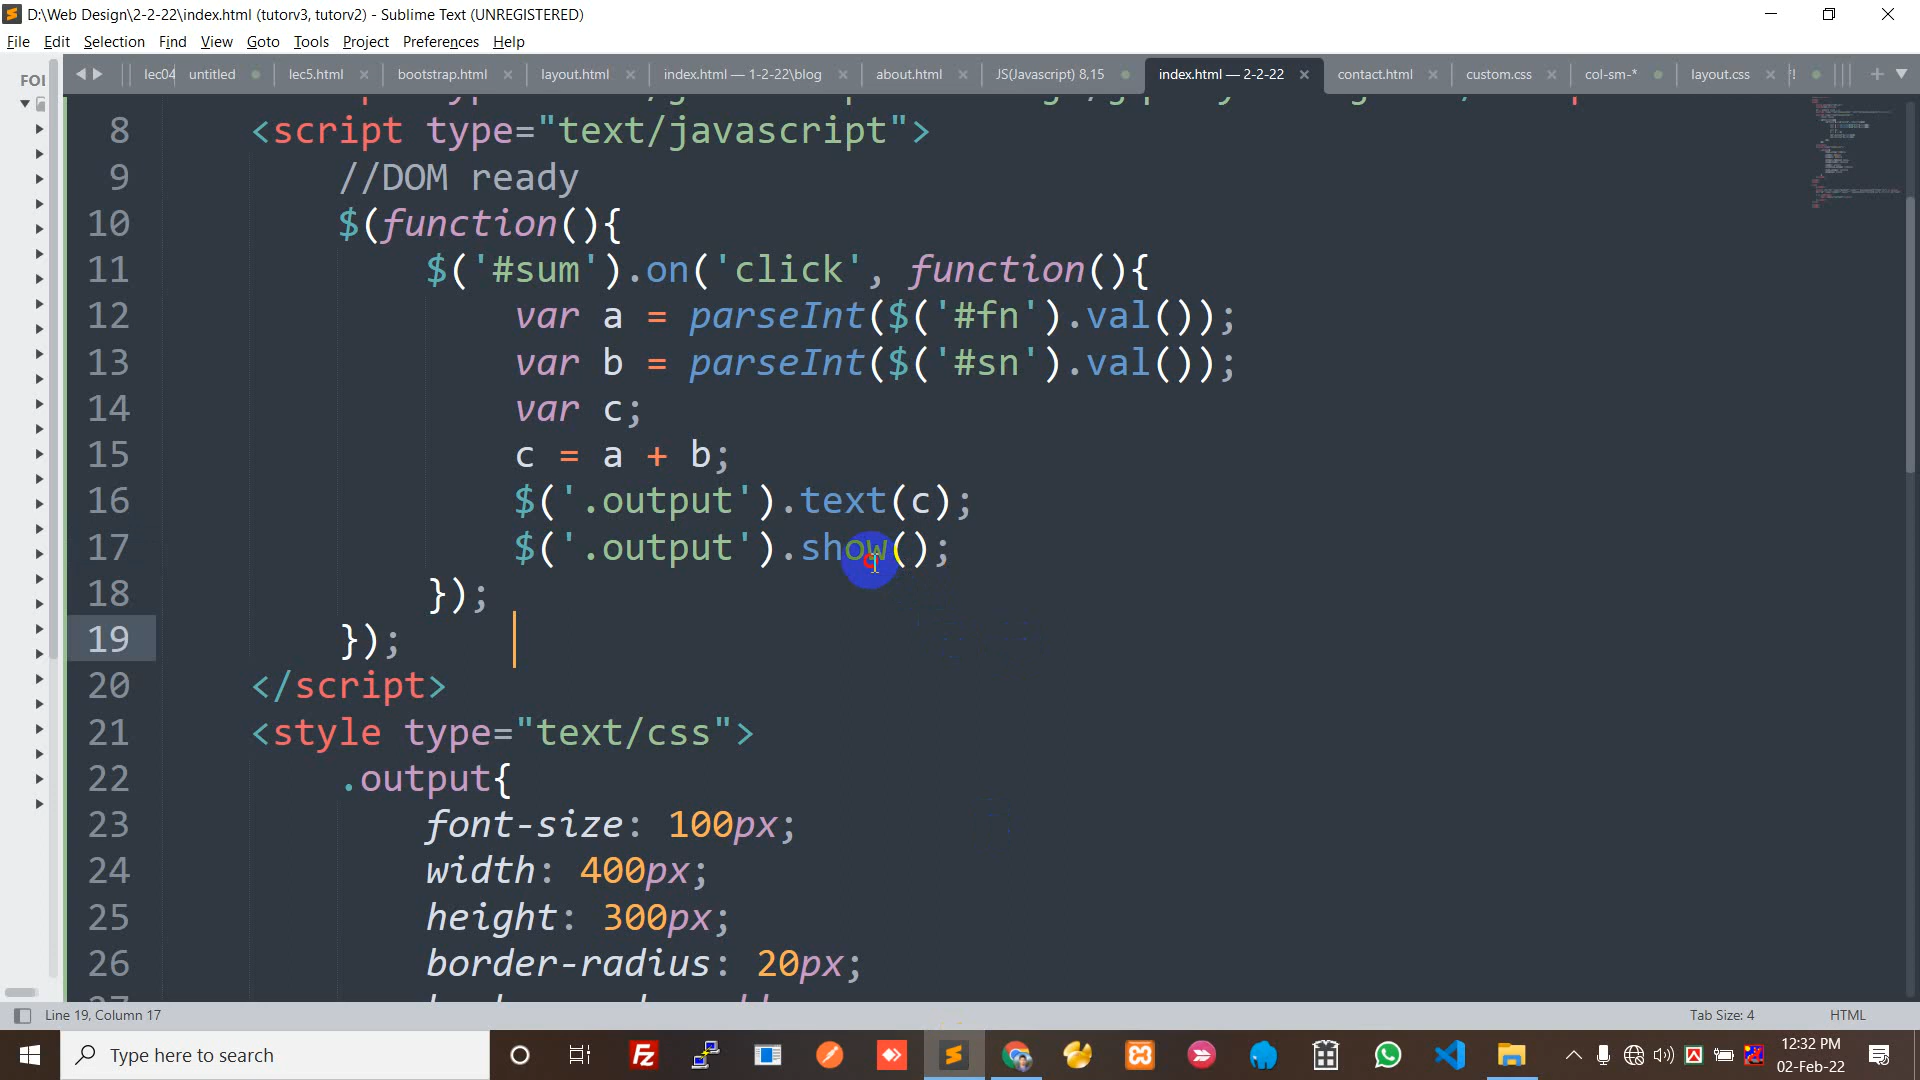 D:\Web Design\2-2-22\index.html (tutorv3, tutorv2) - Sublime Text (UNREGISTERED)
File Edit Selection Find View Goto Tools Project Preferences Help
FOI
lec04 untitled lec5.html bootstrap.html layout.html index.html — 1-2-22\blog about.html JS(Javascript) 8,15 index.html — 2-2-22 contact.html custom.css col-sm-* layout.css
8 <script type="text/javascript">
9 //DOM ready
10 $(function(){
11 $('#sum').on('click', function(){
12 var a = parseInt($('#fn').val());
13 var b = parseInt($('#sn').val());
14 var c;
15 c = a + b;
16 $('.output').text(c);
17 $('.output').show();
18 });
19 });
20 </script>
21 <style type="text/css">
22 .output{
23 font-size: 100px;
24 width: 400px;
25 height: 300px;
26 border-radius: 20px;
Line 19, Column 17 Tab Size: 4 HTML
Type here to search
12:32 PM
02-Feb-22